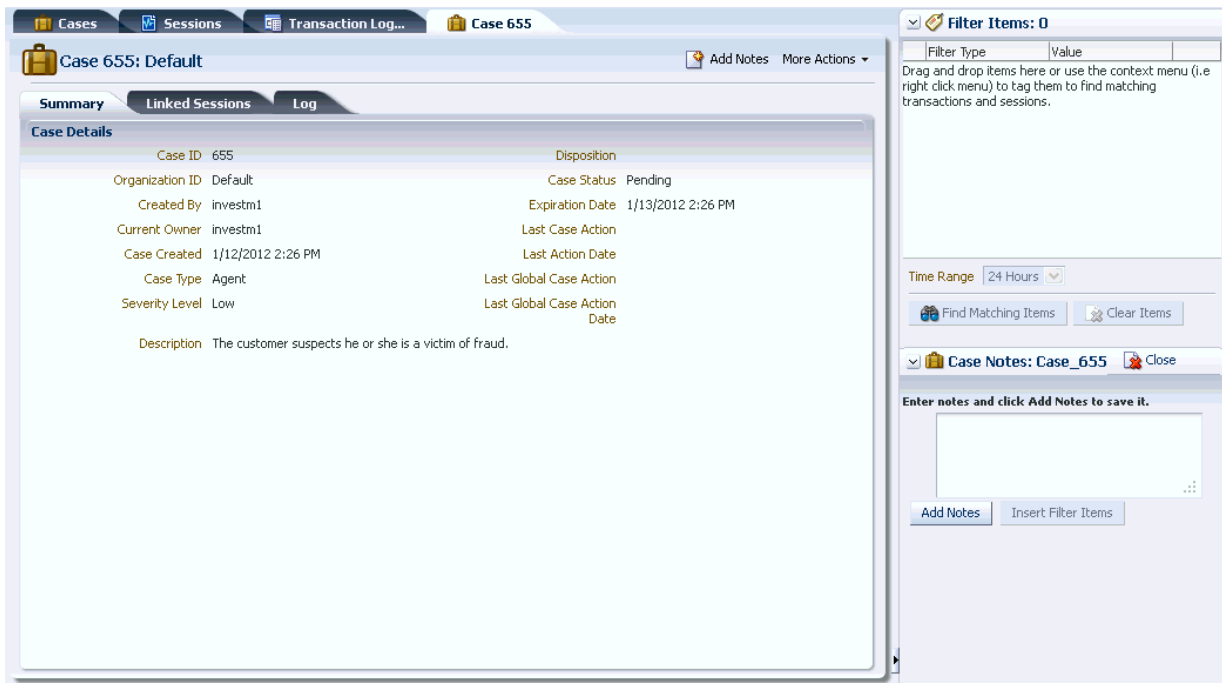 Cases
Sessions
Transaction Log...
Case 655
Case 655: Default
Add Notes
More Actions
Summary
Linked Sessions
Log
Case Details
Case ID 655
Organization ID Default
Created By investm1
Current Owner investm1
Case Created 1/12/2012 2:26 PM
Case Type Agent
Severity Level Low
Description The customer suspects he or she is a victim of fraud.
Disposition
Case Status Pending
Expiration Date 1/13/2012 2:26 PM
Last Case Action
Last Action Date
Last Global Case Action
Last Global Case Action
Date
Filter Items: 0
Filter Type Value
Drag and drop items here or use the context menu (i.e
right click menu) to tag them to find matching
transactions and sessions.
Time Range 24 Hours
Find Matching Items
Clear Items
Case Notes: Case_655
Close
Enter notes and click Add Notes to save it.
Add Notes
Insert Filter Items